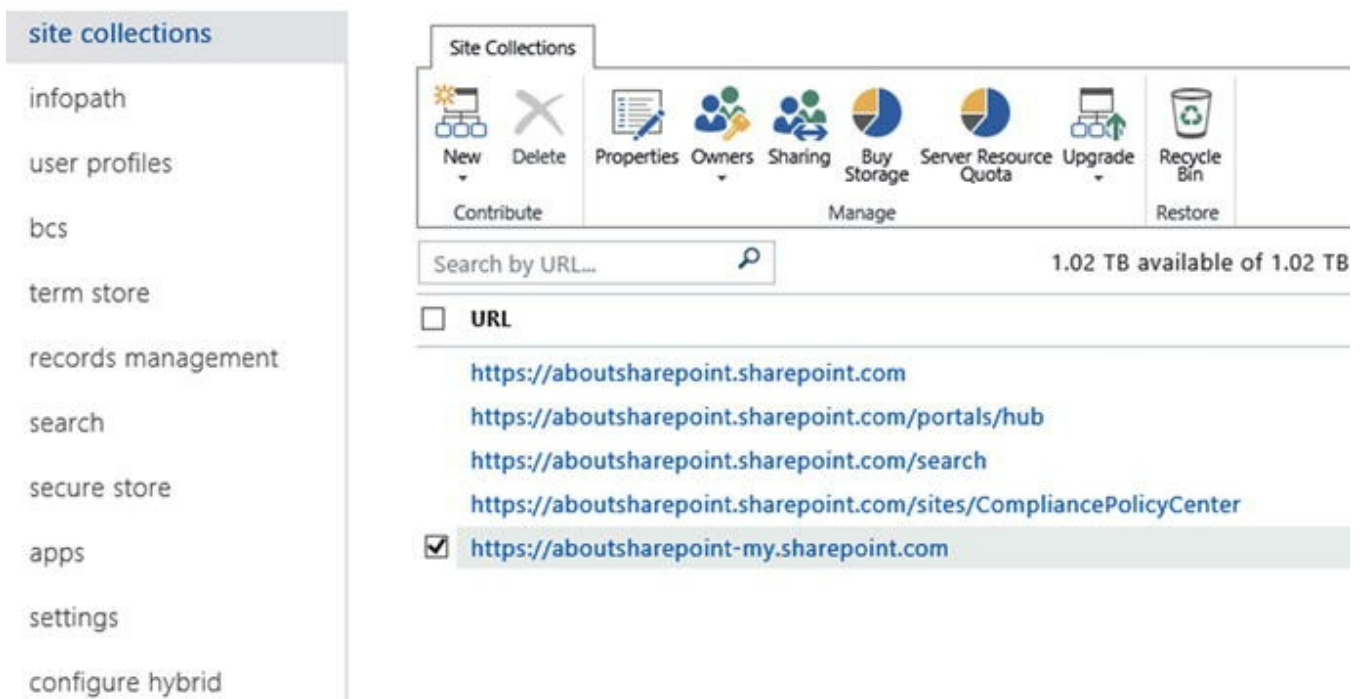 site collections
infopath
user profiles
bcs
term store
records management
search
secure store
apps
settings
configure hybrid
Site Collections
New
Delete
Properties
Owners
Sharing
Buy
Storage
Server Resource
Quota
Upgrade
Recycle
Bin
Contribute
Manage
Restore
Search by URL...
1.02 TB available of 1.02 TB
URL
https://aboutsharepoint.sharepoint.com
https://aboutsharepoint.sharepoint.com/portals/hub
https://aboutsharepoint.sharepoint.com/search
https://aboutsharepoint.sharepoint.com/sites/CompliancePolicyCenter
https://aboutsharepoint-my.sharepoint.com